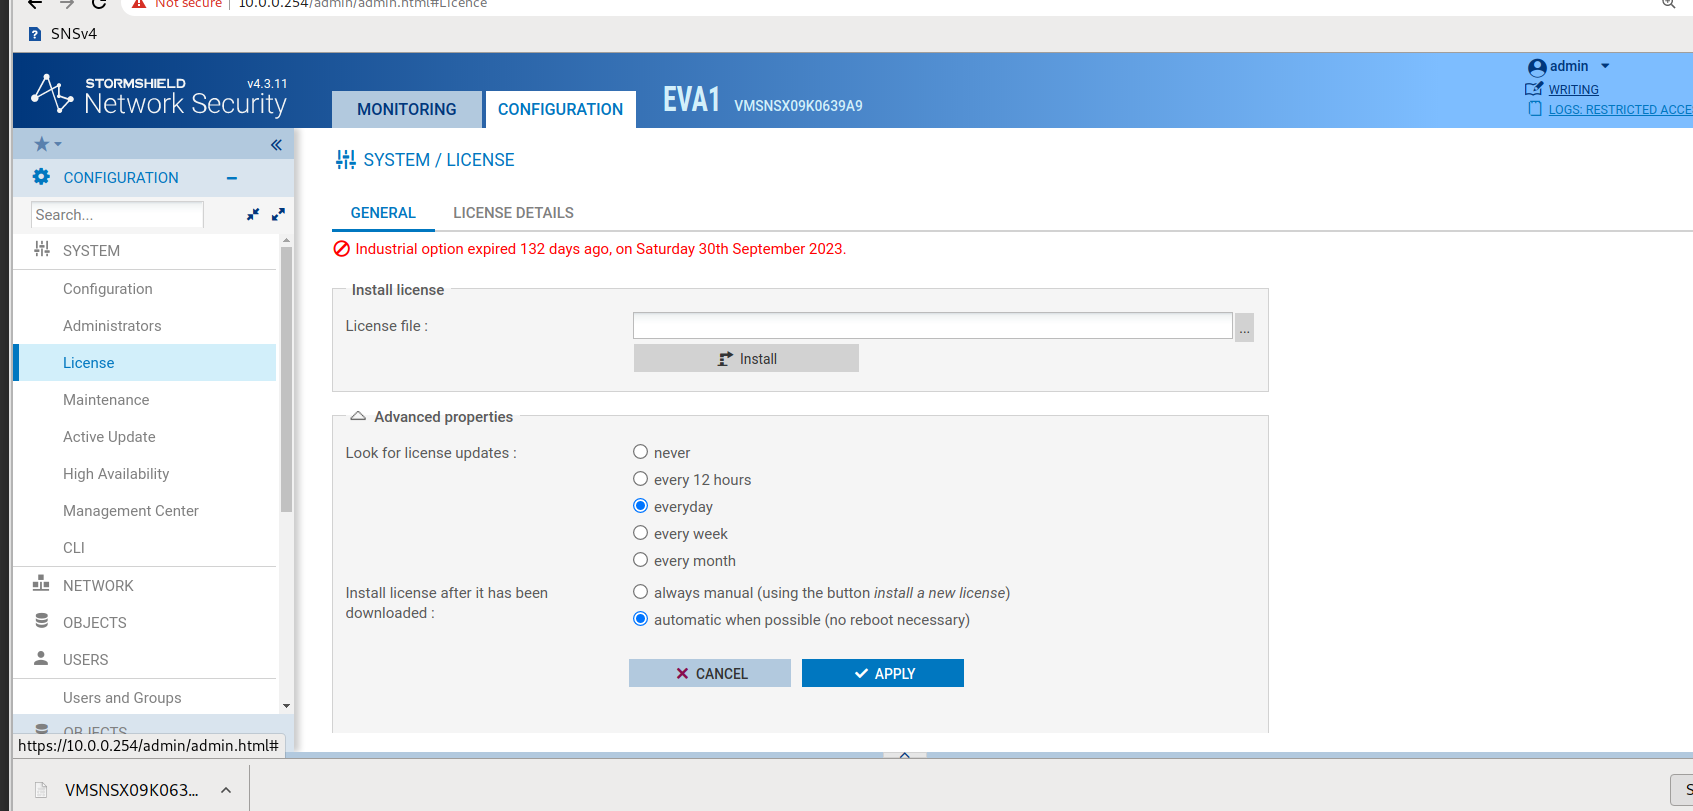 Not secure | 10.0.0.254/admin/admin.html#Licence
SNSv4
STORMSHIELD v4.3.11
Network Security
MONITORING
CONFIGURATION
EVA1 VMSNSX09K0639A9
admin
WRITING
LOGS: RESTRICTED ACCE
CONFIGURATION
Search...
SYSTEM
Configuration
Administrators
License
Maintenance
Active Update
High Availability
Management Center
CLI
NETWORK
OBJECTS
USERS
Users and Groups
OBJECTS
https://10.0.0.254/admin/admin.html#
SYSTEM / LICENSE
GENERAL LICENSE DETAILS
Industrial option expired 132 days ago, on Saturday 30th September 2023.
Install license
License file :
...
Install
Advanced properties
Look for license updates :
never
every 12 hours
everyday
every week
every month
Install license after it has been
downloaded :
always manual (using the button install a new license)
automatic when possible (no reboot necessary)
CANCEL
APPLY
VMSNSX09K063...
S